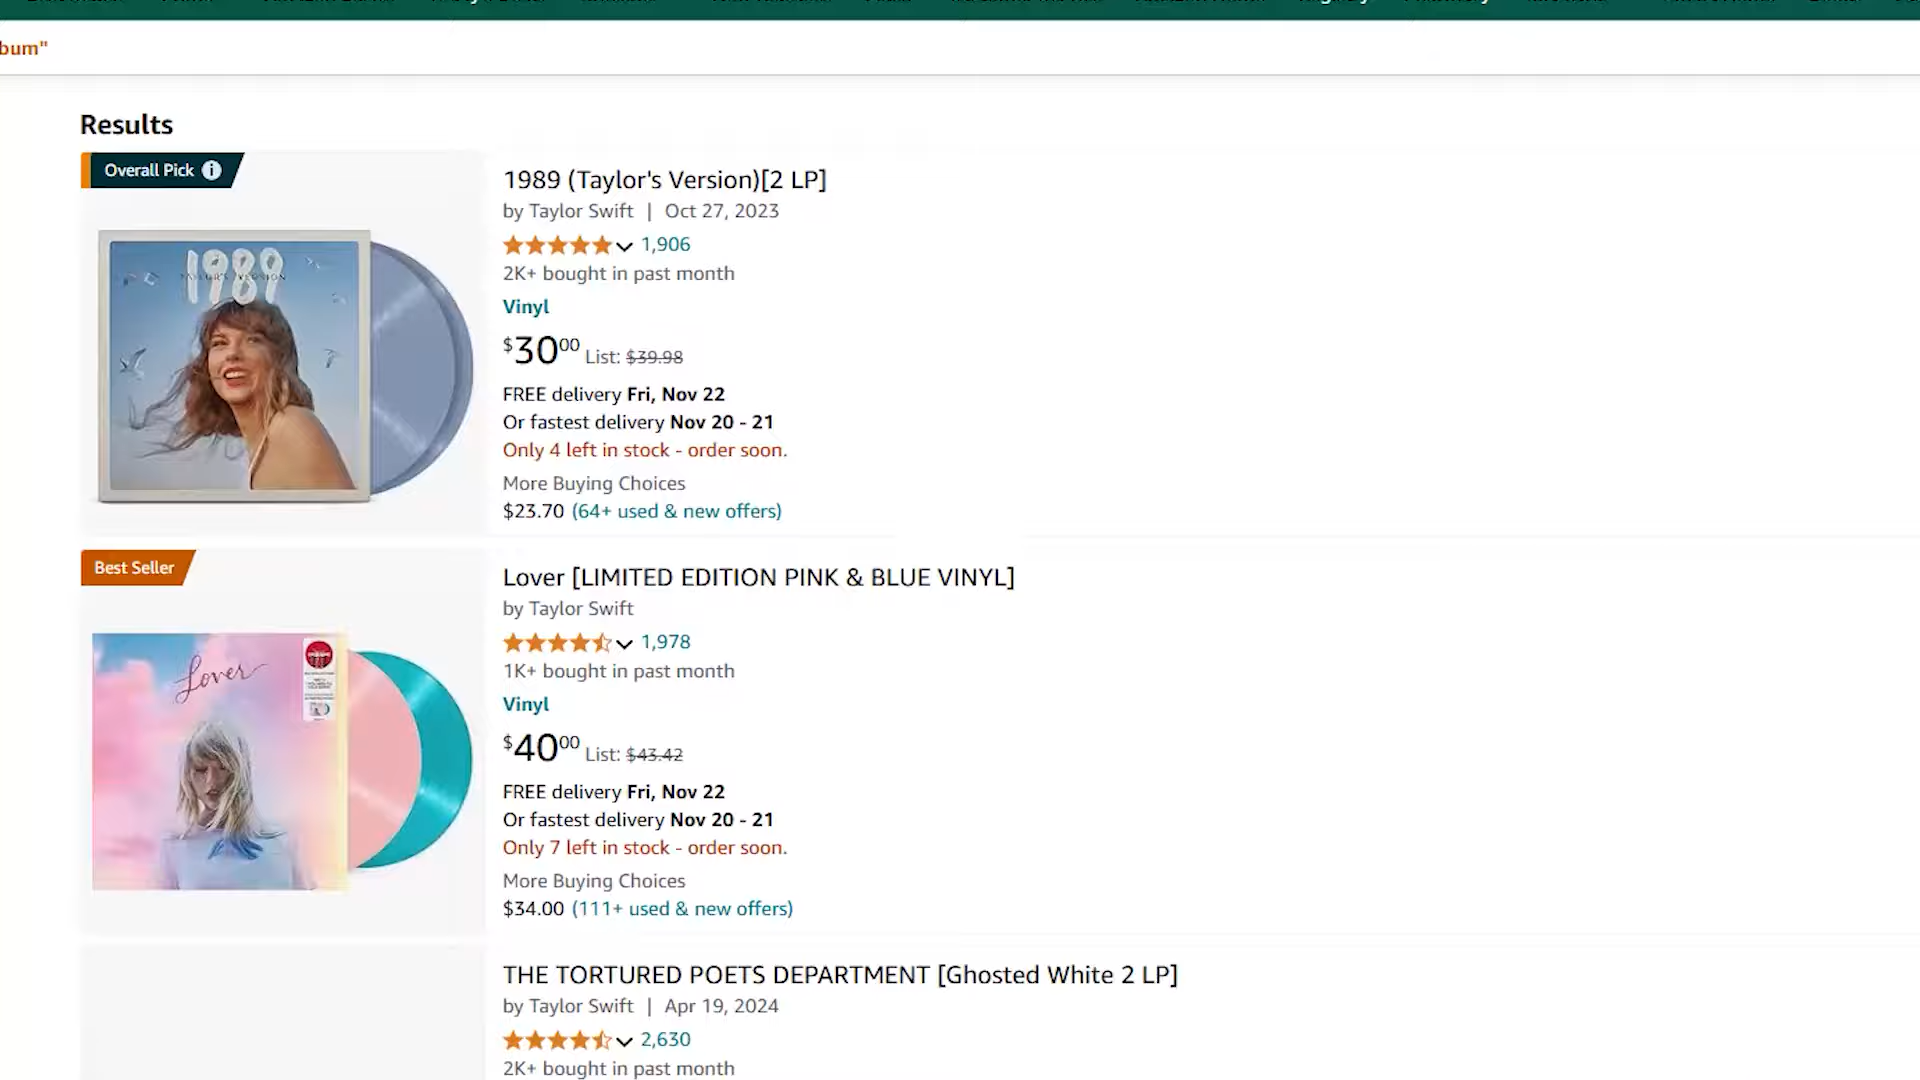 bum"
Results
Overall Pick
1989
TAYLOR'S VERSION
1989 (Taylor's Version)[2 LP]
by Taylor Swift | Oct 27, 2023
1,906
2K+ bought in past month
Vinyl
$30.00 List: $39.98
FREE delivery Fri, Nov 22
Or fastest delivery Nov 20 - 21
Only 4 left in stock - order soon.
More Buying Choices
$23.70 (64+ used & new offers)
Best Seller
Lover
Lover [LIMITED EDITION PINK & BLUE VINYL]
by Taylor Swift
1,978
1K+ bought in past month
Vinyl
$40.00 List: $43.42
FREE delivery Fri, Nov 22
Or fastest delivery Nov 20 - 21
Only 7 left in stock - order soon.
More Buying Choices
$34.00 (111+ used & new offers)
THE TORTURED POETS DEPARTMENT [Ghosted White 2 LP]
by Taylor Swift | Apr 19, 2024
2,630
2K+ bought in past month